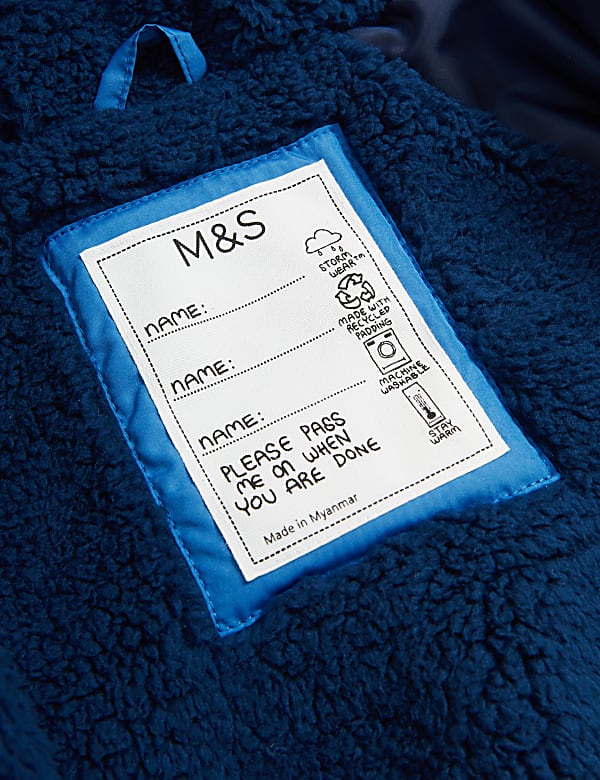 M&S
NAME:
NAME:
NAME:
PLEASE PASS
ME ON WHEN
YOU ARE DONE
Made in Myanmar
STORM
WEAR™
MADE WITH
RECYCLED
PADDING
MACHINE
WASHABLE
STAY
WARM